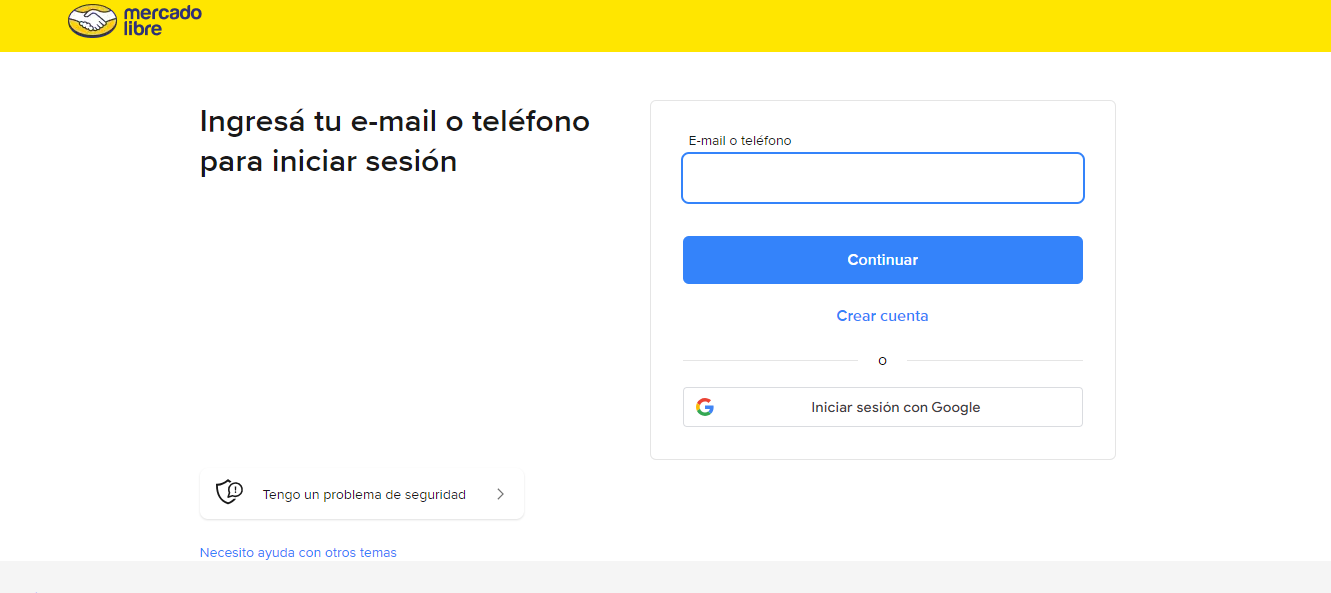 mercado
libre
Ingresá tu e-mail o teléfono
para iniciar sesión
E-mail o teléfono
Continuar
Crear cuenta
o
Iniciar sesión con Google
Tengo un problema de seguridad
Necesito ayuda con otros temas